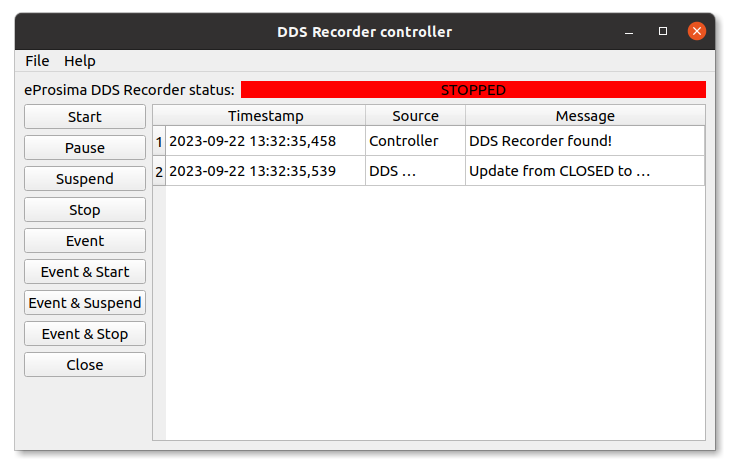 DDS Recorder controller
File Help
eProsima DDS Recorder status: STOPPED
Start
Pause
Suspend
Stop
Event
Event & Start
Event & Suspend
Event & Stop
Close
Timestamp Source Message
1 2023-09-22 13:32:35,458 Controller DDS Recorder found!
2 2023-09-22 13:32:35,539 DDS ... Update from CLOSED to ...